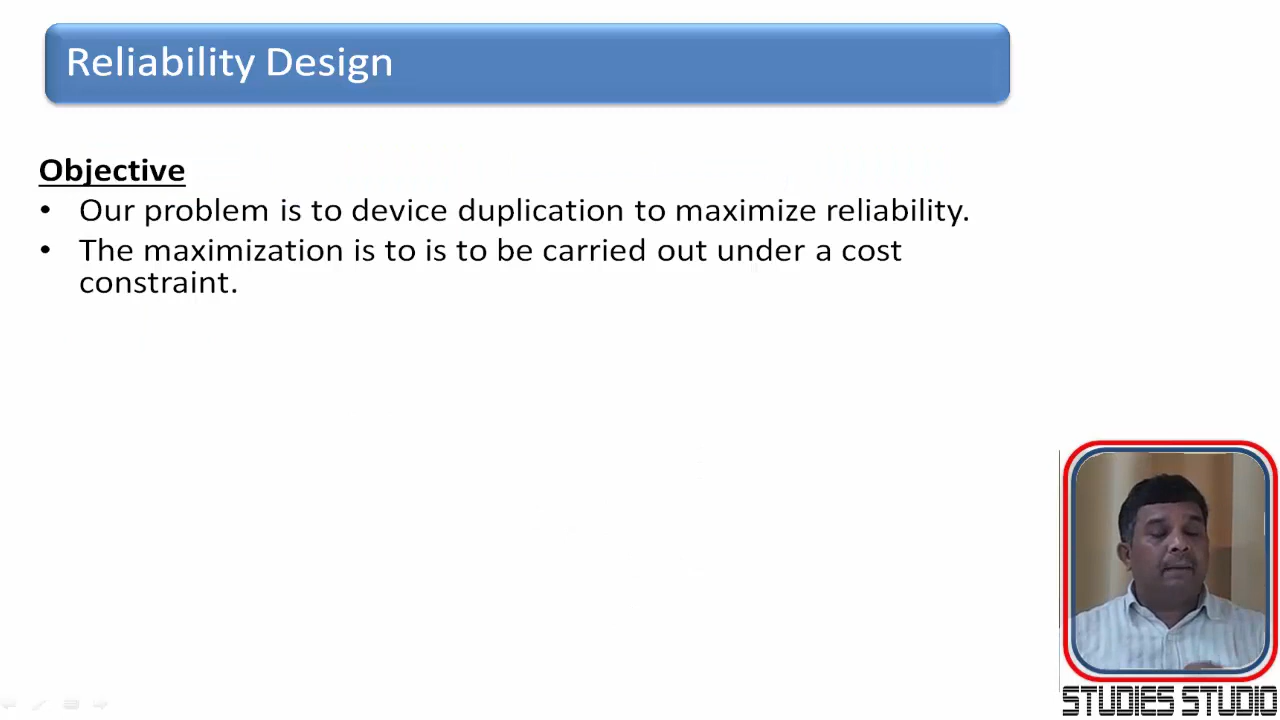 Reliability Design
Objective
• Our problem is to device duplication to maximize reliability.
• The maximization is to is to be carried out under a cost
constraint.
STUDIES STUDIO